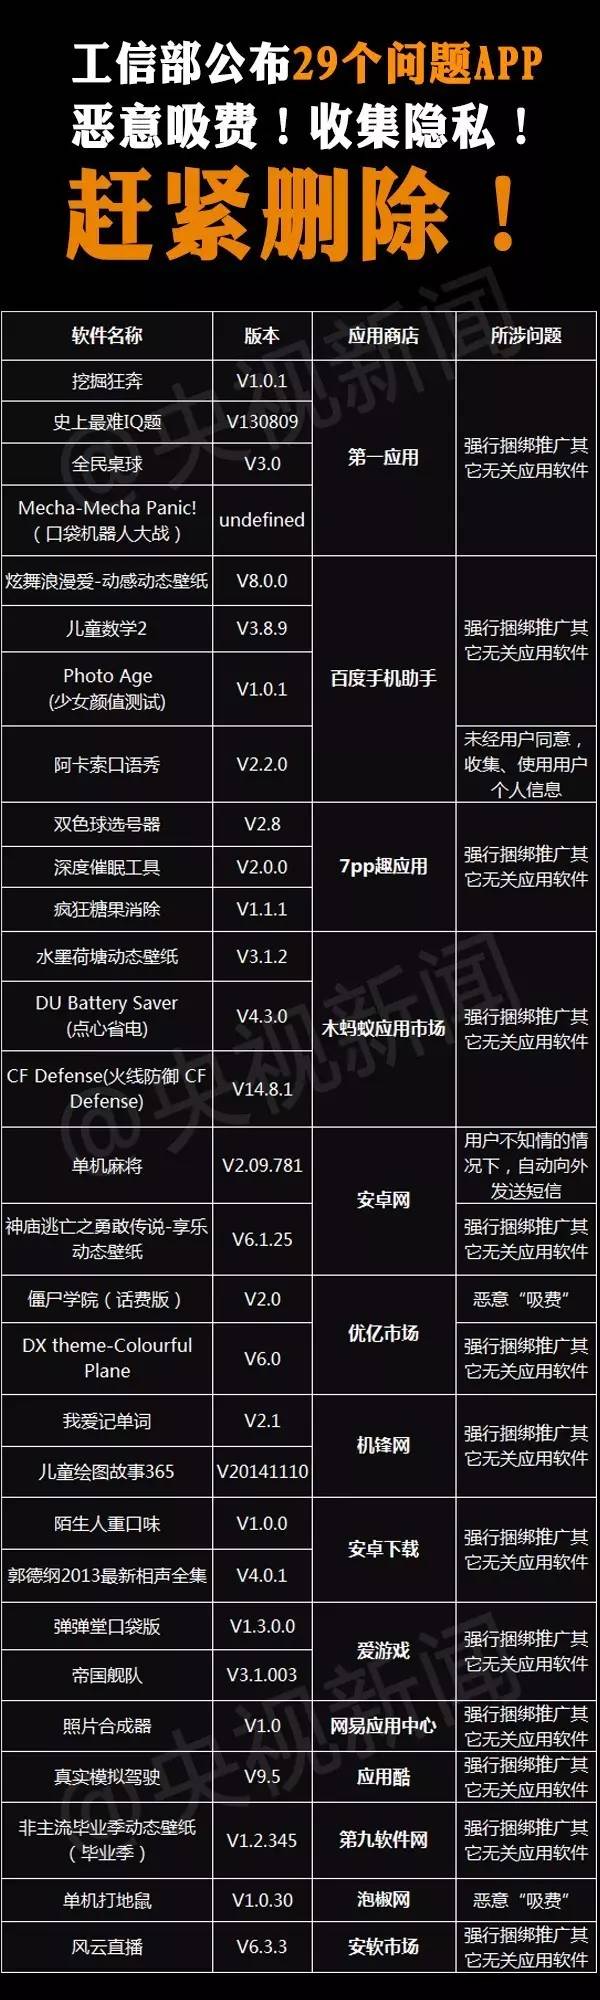 工信部公布29个问题APP
恶意吸费！收集隐私！
赶紧删除！
软件名称 版本 应用商店 所涉问题
挖掘狂奔 V1.0.1
史上最难IQ题 V130809
全民桌球 V3.0
第一应用
强行捆绑推广其
它无关应用软件
Mecha-Mecha Panic!
（口袋机器人大战） undefined
炫舞浪漫爱-动感动态壁纸 V8.0.0
儿童数学2 V3.8.9
强行捆绑推广其
它无关应用软件
Photo Age
(少女颜值测试) V1.0.1
百度手机助手
阿卡索口语秀 V2.2.0
未经用户同意，
收集、使用用户
个人信息
双色球选号器 V2.8
深度催眠工具 V2.0.0
7pp趣应用
强行捆绑推广其
它无关应用软件
疯狂糖果消除 V1.1.1
水墨荷塘动态壁纸 V3.1.2
DU Battery Saver
(点心省电) V4.3.0
木蚂蚁应用市场
强行捆绑推广其
它无关应用软件
CF Defense(火线防御 CF
Defense) V14.8.1
单机麻将 V2.09.781
用户不知情的情
况下，自动向外
发送短信
安卓网
神庙逃亡之勇敢传说-享乐
动态壁纸 V6.1.25
强行捆绑推广其
它无关应用软件
僵尸学院（话费版） V2.0
恶意“吸费”
优亿市场
DX theme-Colourful
Plane V6.0
强行捆绑推广其
它无关应用软件
我爱记单词 V2.1
机锋网
强行捆绑推广其
它无关应用软件
儿童绘图故事365 V20141110
陌生人重口味 V1.0.0
安卓下载
强行捆绑推广其
它无关应用软件
郭德纲2013最新相声全集 V4.0.1
弹弹堂口袋版 V1.3.0.0
爱游戏
强行捆绑推广其
它无关应用软件
帝国舰队 V3.1.003
照片合成器 V1.0 网易应用中心
强行捆绑推广其
它无关应用软件
真实模拟驾驶 V9.5 应用酷
强行捆绑推广其
它无关应用软件
非主流毕业季动态壁纸
（毕业季） V1.2.345 第九软件网
强行捆绑推广其
它无关应用软件
单机打地鼠 V1.0.30 泡椒网 恶意“吸费”
风云直播 V6.3.3 安软市场
强行捆绑推广其
它无关应用软件
@央视新闻
@央视新闻
@央视新闻